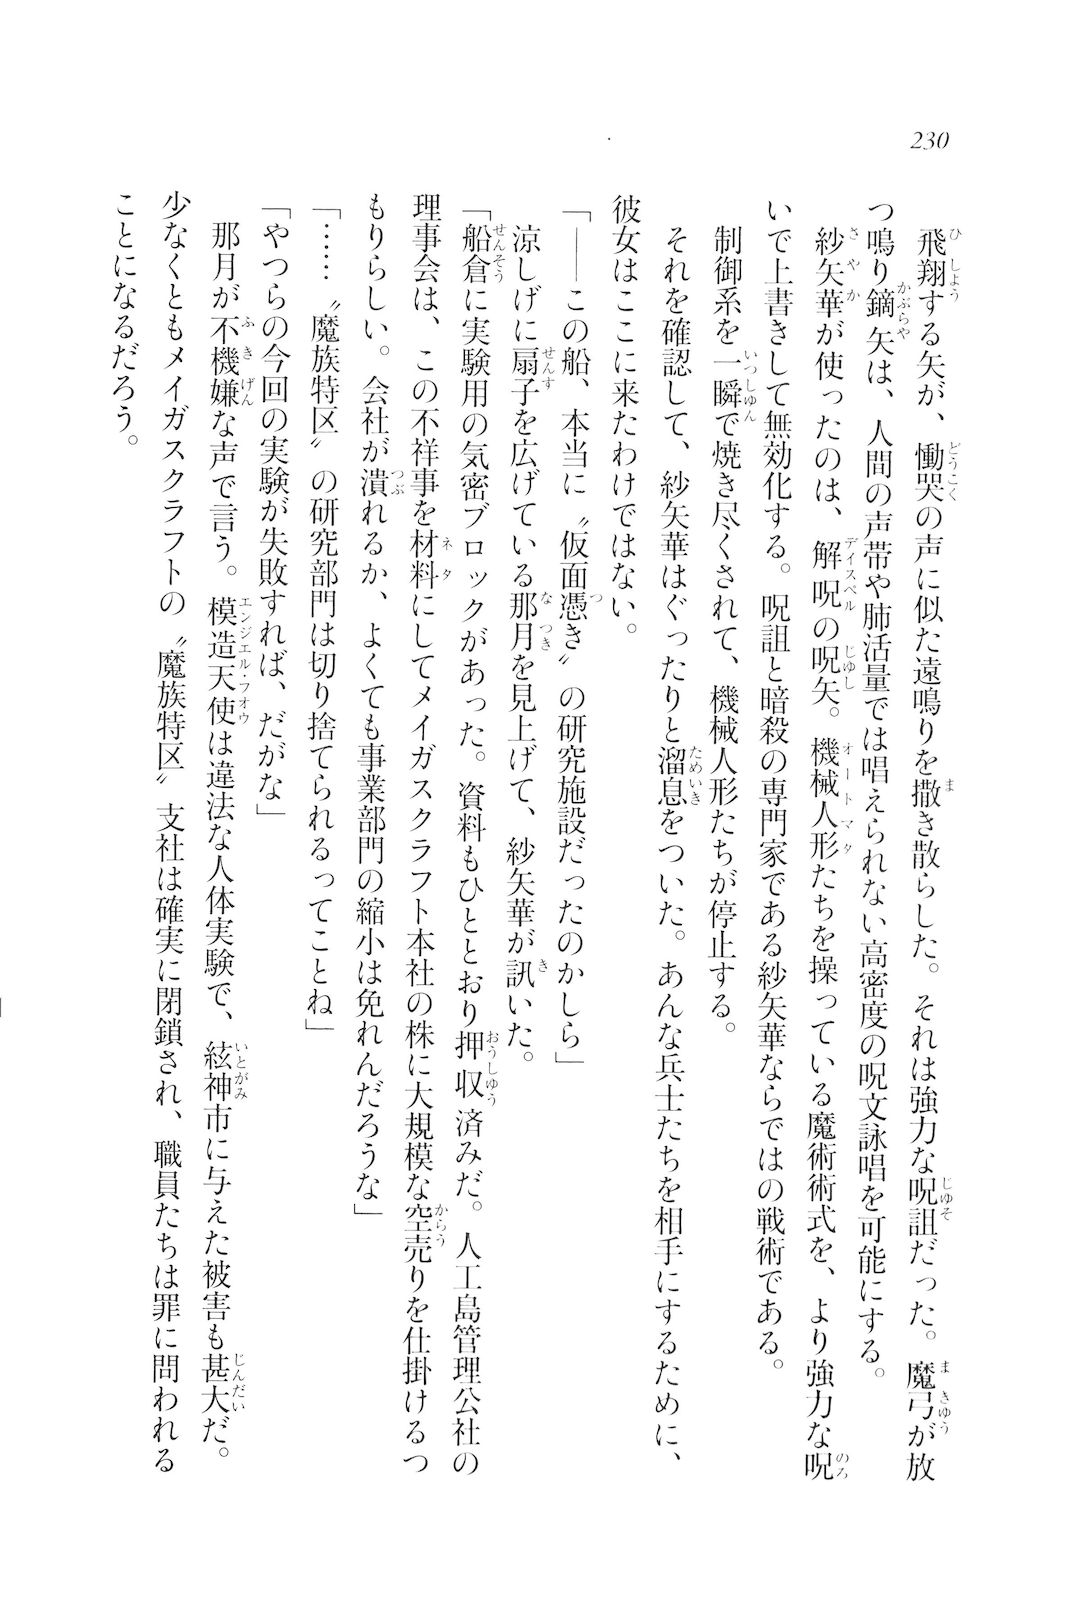 230
飛翔する矢が、慟哭の声に似た遠鳴りを撒き散らした。それは強力な呪詛だった。魔弓が放
つ鳴り鏑矢は、人間の声帯や肺活量では唱えられない高密度の呪文詠唱を可能にする。
紗矢華が使ったのは、解呪の呪矢。機械人形たちを操っている魔術術式を、より強力な呪
いで上書きして無効化する。呪詛と暗殺の専門家である紗矢華ならではの戦術である。
制御系を一瞬で焼き尽くされて、機械人形たちが停止する。
それを確認して、紗矢華はぐったりと溜息をついた。あんな兵士たちを相手にするために、
彼女はここに来たわけではない。
「――この船、本当に〝仮面憑き〟の研究施設だったのかしら」
涼しげに扇子を広げている那月を見上げて、紗矢華が訊いた。
「船倉に実験用の気密ブロックがあった。資料もひととおり押収済みだ。人工島管理公社の
理事会は、この不祥事を材料にしてメイガスクラフト本社の株に大規模な空売りを仕掛けるつ
もりらしい。会社が潰れるか、よくても事業部門の縮小は免れんだろうな」
「……〝魔族特区〟の研究部門は切り捨てられるってことね」
「やつらの今回の実験が失敗すれば、だがな」
那月が不機嫌な声で言う。模造天使は違法な人体実験で、絃神市に与えた被害も甚大だ。
少なくともメイガスクラフトの〝魔族特区〟支社は確実に閉鎖され、職員たちは罪に問われる
ことになるだろう。